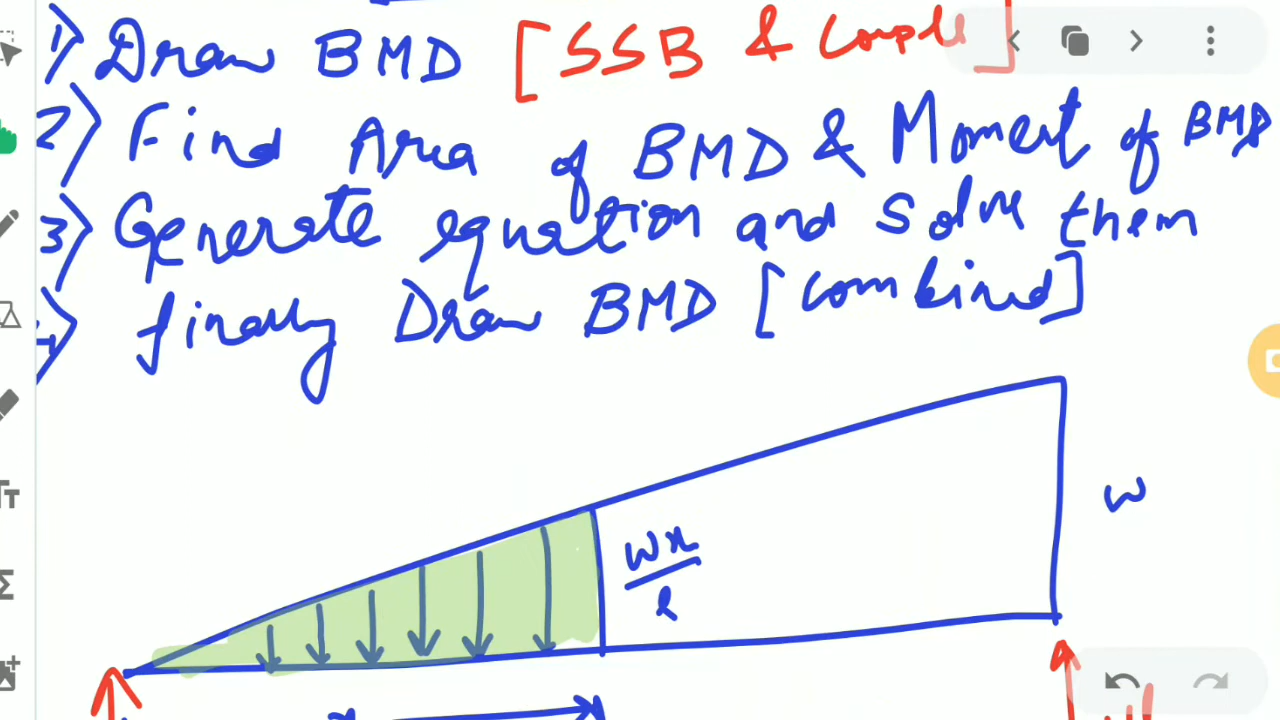 1) Draw BMD [SSB & Couple]
2) Find Area of BMD & Moment of BMD
3) Generate equation and solve them
4) finally Draw BMD [combined]
w
wx/l
x